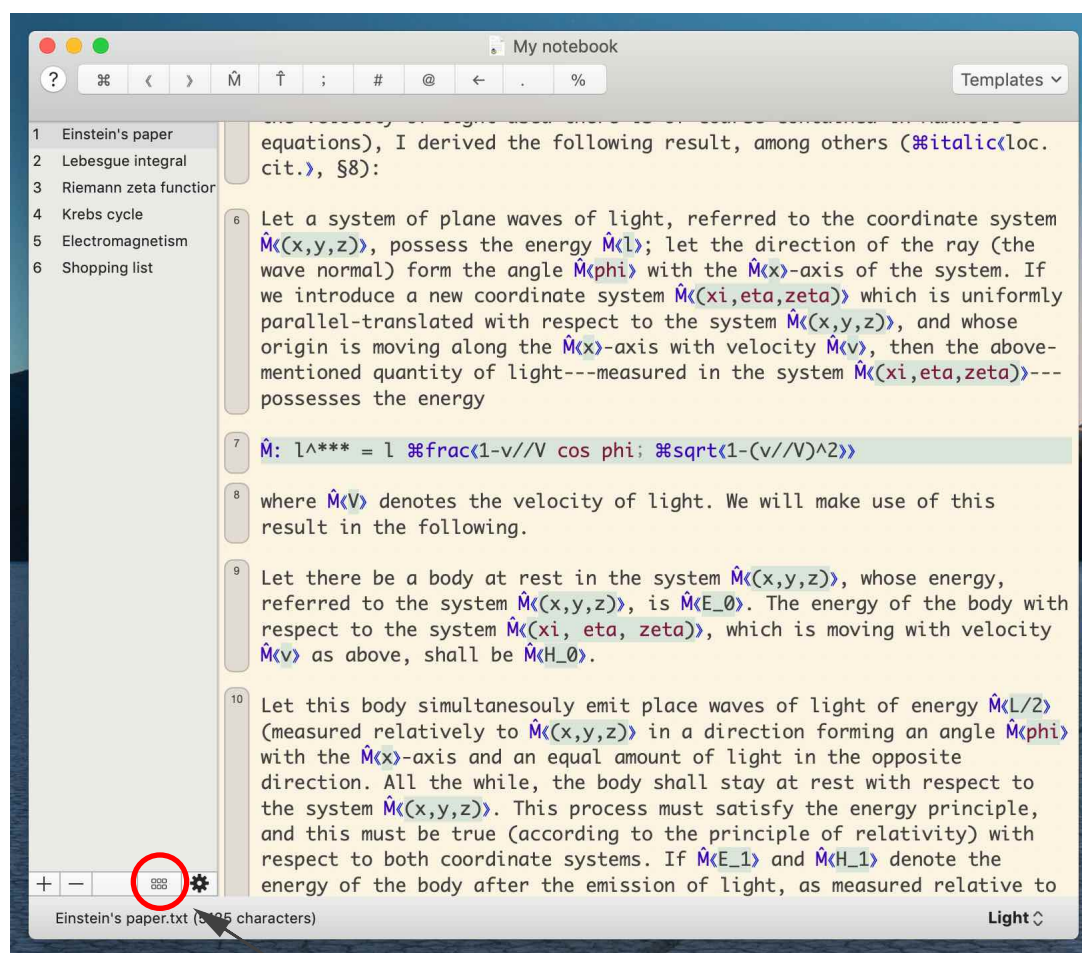 My notebook
? ⌘ 《 》 M̂ T̂ ; # @ ← . % Templates
1 Einstein's paper
2 Lebesgue integral
3 Riemann zeta function
4 Krebs cycle
5 Electromagnetism
6 Shopping list
equations), I derived the following result, among others (⌘italic《loc.
cit.》, §8):
6 Let a system of plane waves of light, referred to the coordinate system
M̂《(x,y,z)》, possess the energy M̂《l》; let the direction of the ray (the
wave normal) form the angle M̂《phi》 with the M̂《x》-axis of the system. If
we introduce a new coordinate system M̂《(xi,eta,zeta)》 which is uniformly
parallel-translated with respect to the system M̂《(x,y,z)》, and whose
origin is moving along the M̂《x》-axis with velocity M̂《v》, then the above-
mentioned quantity of light---measured in the system M̂《(xi,eta,zeta)》---
possesses the energy
7 M̂: l^*** = l ⌘frac《1-v//V cos phi; ⌘sqrt《1-(v//V)^2》》
8 where M̂《V》 denotes the velocity of light. We will make use of this
result in the following.
9 Let there be a body at rest in the system M̂《(x,y,z)》, whose energy,
referred to the system M̂《(x,y,z)》, is M̂《E_0》. The energy of the body with
respect to the system M̂《(xi, eta, zeta)》, which is moving with velocity
M̂《v》 as above, shall be M̂《H_0》.
10 Let this body simultanesouly emit place waves of light of energy M̂《L/2》
(measured relatively to M̂《(x,y,z)》 in a direction forming an angle M̂《phi》
with the M̂《x》-axis and an equal amount of light in the opposite
direction. All the while, the body shall stay at rest with respect to
the system M̂《(x,y,z)》. This process must satisfy the energy principle,
and this must be true (according to the principle of relativity) with
respect to both coordinate systems. If M̂《E_1》 and M̂《H_1》 denote the
energy of the body after the emission of light, as measured relative to
Einstein's paper.txt characters)
Light